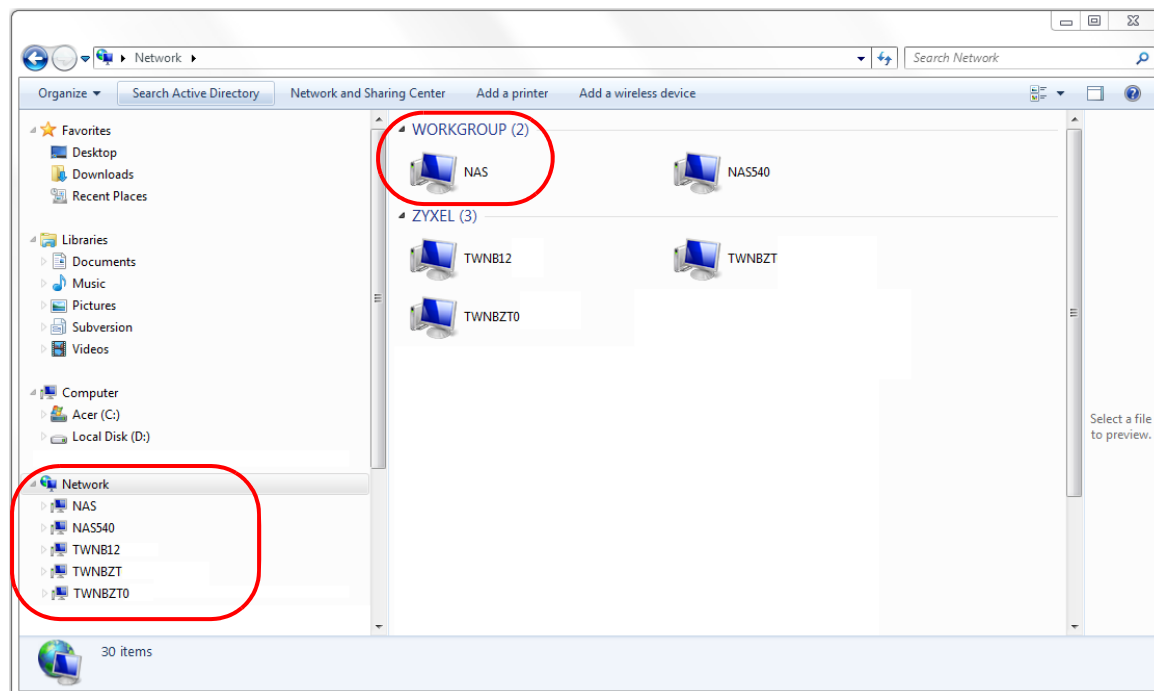 Network
Search Network
Organize Search Active Directory Network and Sharing Center Add a printer Add a wireless device
Favorites
Desktop
Downloads
Recent Places
Libraries
Documents
Music
Pictures
Subversion
Videos
Computer
Acer (C:)
Local Disk (D:)
Network
NAS
NAS540
TWNB12
TWNBZT
TWNBZT0
WORKGROUP (2)
NAS NAS540
ZYXEL (3)
TWNB12 TWNBZT
TWNBZT0
Select a file
to preview.
30 items